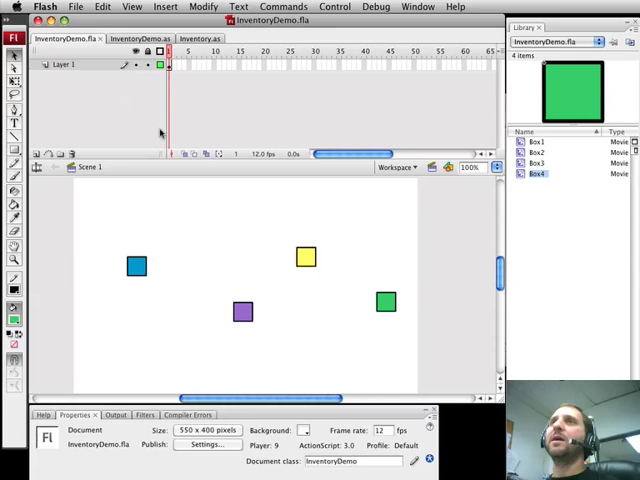 Flash File Edit View Insert Modify Text Commands Control Debug Window Help
InventoryDemo.fla
InventoryDemo.fla InventoryDemo.as Inventory.as
1 5 10 15 20 25 30 35 40 45 50 55 60 65
Layer 1
1 12.0 fps 0.0s
Scene 1 Workspace 100%
Library
InventoryDemo.fla
4 items
Name Type
Box1 Movie
Box2 Movie
Box3 Movie
Box4 Movie
Fl
Help Properties Output Filters Compiler Errors
Fl
Document Size: 550 x 400 pixels Background: Frame rate: 12 fps
InventoryDemo.fla Publish: Settings... Player: 9 ActionScript: 3.0 Profile: Default
Document class: InventoryDemo